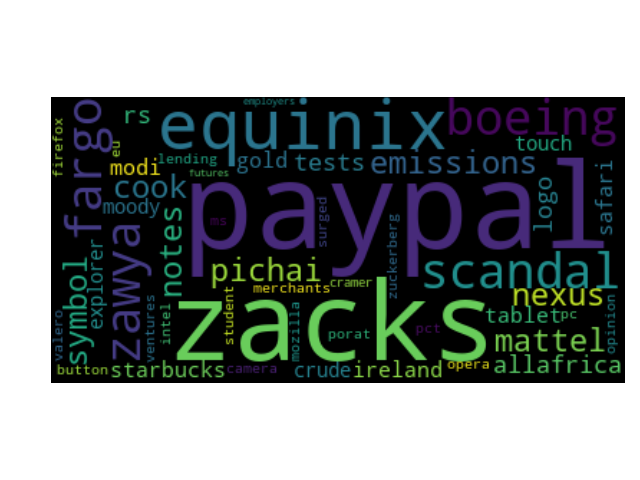 employers
rs
equinix
boeing
firefox
fargo
eu
touch
modi
lending
gold
tests
emissions
futures
cook
moody
paypal
logo
safari
ms
surged
zuckerberg
notes
zawya
symbol
explorer
pichai
scandal
cramer
merchants
nexus
student
zacks
ventures
intel
mozilla
tablet
pc
opinion
valero
porat
pct
mattel
button
starbucks
camera
crude
ireland
opera
allafrica